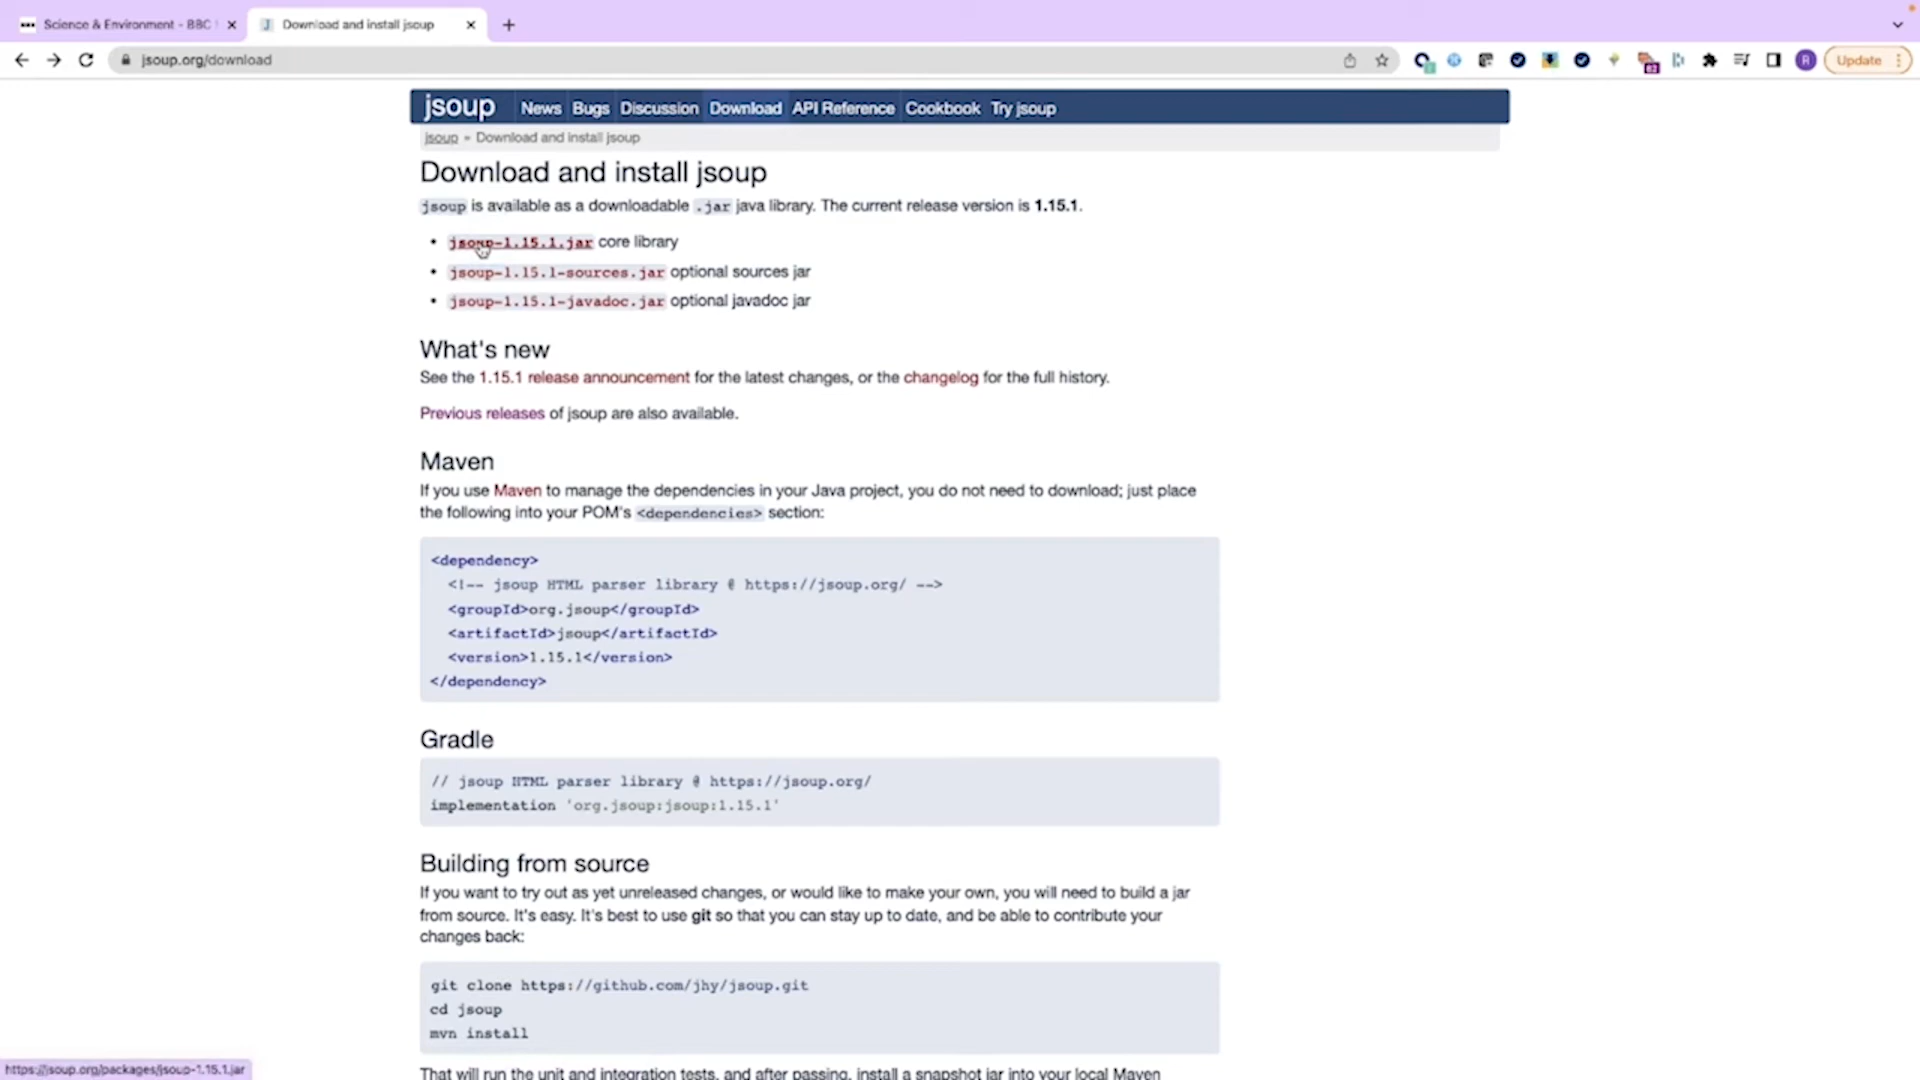 Science & Environment - BBC
Download and install jsoup
jsoup.org/download
Update
jsoup News Bugs Discussion Download API Reference Cookbook Try jsoup
jsoup » Download and install jsoup
Download and install jsoup
jsoup is available as a downloadable .jar java library. The current release version is 1.15.1.
• jsoup-1.15.1.jar core library
• jsoup-1.15.1-sources.jar optional sources jar
• jsoup-1.15.1-javadoc.jar optional javadoc jar
What's new
See the 1.15.1 release announcement for the latest changes, or the changelog for the full history.
Previous releases of jsoup are also available.
Maven
If you use Maven to manage the dependencies in your Java project, you do not need to download; just place
the following into your POM's <dependencies> section:
<dependency>
<!-- jsoup HTML parser library @ https://jsoup.org/ -->
<groupId>org.jsoup</groupId>
<artifactId>jsoup</artifactId>
<version>1.15.1</version>
</dependency>
Gradle
// jsoup HTML parser library @ https://jsoup.org/
implementation 'org.jsoup:jsoup:1.15.1'
Building from source
If you want to try out as yet unreleased changes, or would like to make your own, you will need to build a jar
from source. It's easy. It's best to use git so that you can stay up to date, and be able to contribute your
changes back:
git clone https://github.com/jhy/jsoup.git
cd jsoup
mvn install
That will run the unit and integration tests, and after passing, install a snapshot jar into your local Maven
https://jsoup.org/packages/jsoup-1.15.1.jar